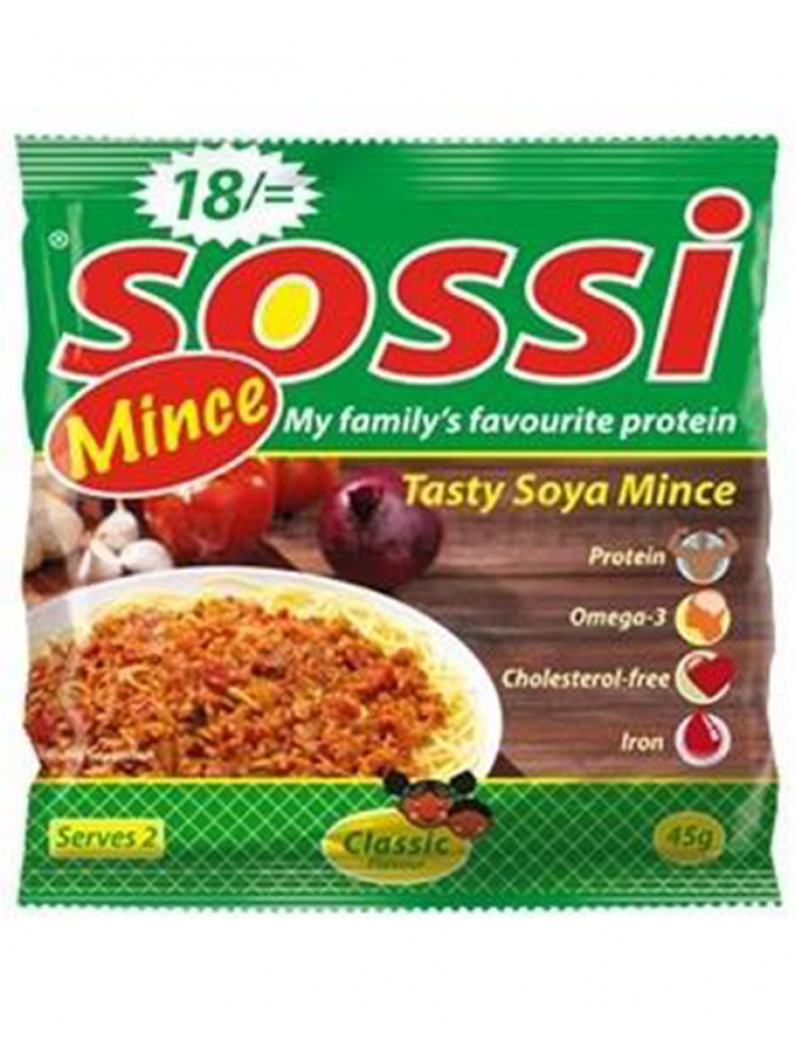 18/=
®
sossi
Mince
My family's favourite protein
Tasty Soya Mince
Protein
Omega-3
Cholesterol-free
Iron
Serves 2
Classic
Flavour
45g